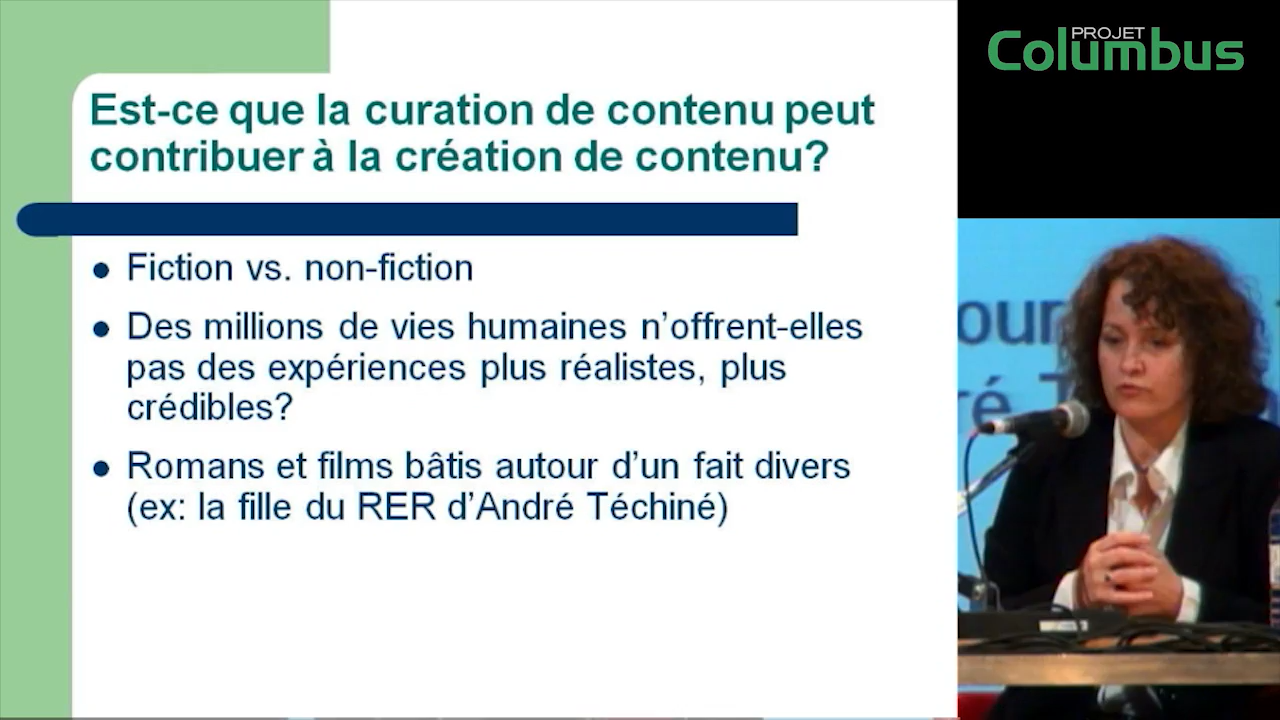 PROJET
Columbus
Est-ce que la curation de contenu peut
contribuer à la création de contenu?
Fiction vs. non-fiction
Des millions de vies humaines n'offrent-elles
pas des expériences plus réalistes, plus
crédibles?
Romans et films bâtis autour d'un fait divers
(ex: la fille du RER d'André Téchiné)
our
ré T